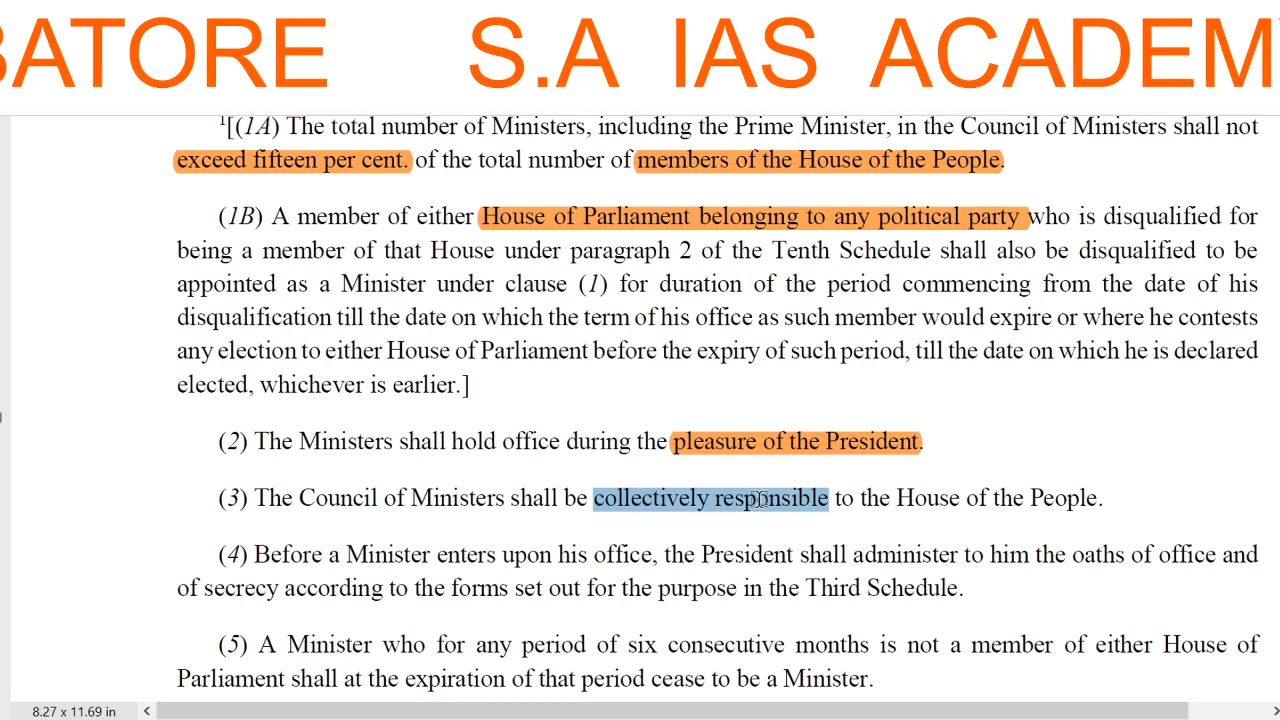 BATORE S.A IAS ACADEM
1[(1A) The total number of Ministers, including the Prime Minister, in the Council of Ministers shall not
exceed fifteen per cent. of the total number of members of the House of the People.
(1B) A member of either House of Parliament belonging to any political party who is disqualified for
being a member of that House under paragraph 2 of the Tenth Schedule shall also be disqualified to be
appointed as a Minister under clause (1) for duration of the period commencing from the date of his
disqualification till the date on which the term of his office as such member would expire or where he contests
any election to either House of Parliament before the expiry of such period, till the date on which he is declared
elected, whichever is earlier.]
(2) The Ministers shall hold office during the pleasure of the President.
(3) The Council of Ministers shall be collectively responsible to the House of the People.
(4) Before a Minister enters upon his office, the President shall administer to him the oaths of office and
of secrecy according to the forms set out for the purpose in the Third Schedule.
(5) A Minister who for any period of six consecutive months is not a member of either House of
Parliament shall at the expiration of that period cease to be a Minister.
8.27 x 11.69 in